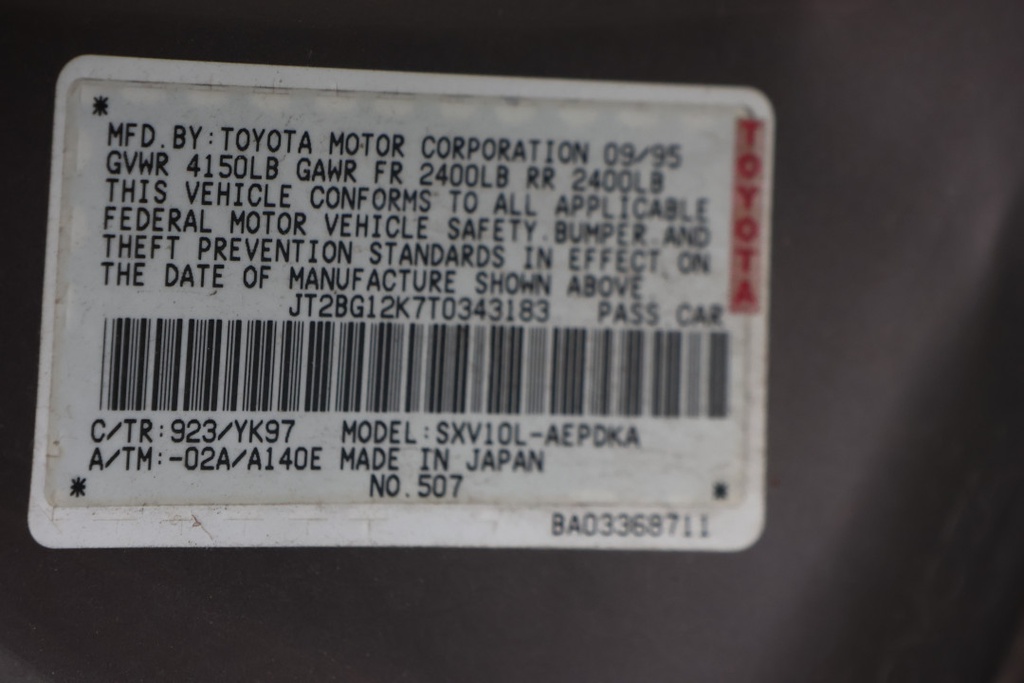 *
MFD. BY: TOYOTA MOTOR CORPORATION 09/95
GVWR 4150LB GAWR FR 2400LB RR 2400LB
THIS VEHICLE CONFORMS TO ALL APPLICABLE
FEDERAL MOTOR VEHICLE SAFETY. BUMPER AND
THEFT PREVENTION STANDARDS IN EFFECT ON
THE DATE OF MANUFACTURE SHOWN ABOVE
JT2BG12K7T0343183 PASS CAR
TOYOTA
C/TR: 923/YK97 MODEL: SXV10L-AEPDKA
A/TM: -02A/A140E MADE IN JAPAN
* NO. 507 *
BA03368711